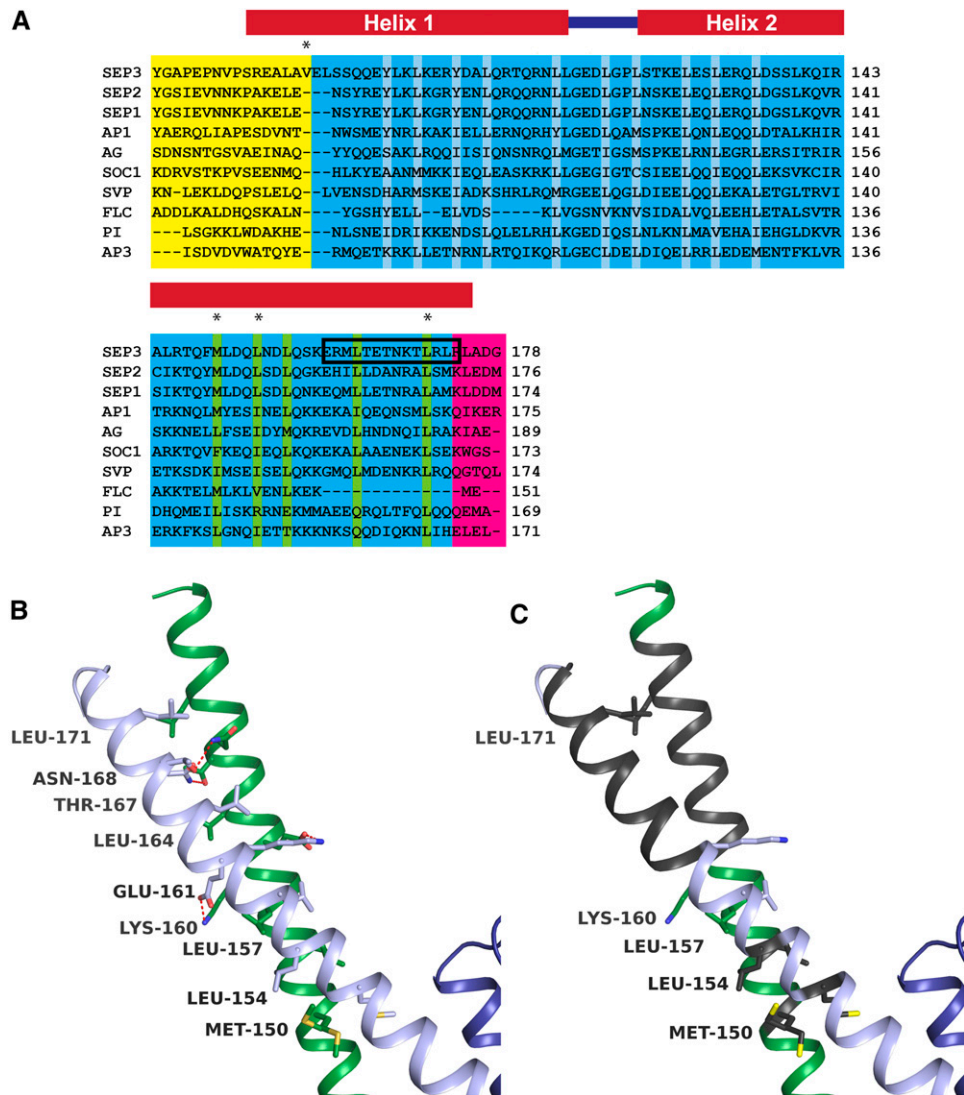 A
Helix 1 Helix 2
*
SEP3 YGAPEPNVPSREALAVELSSQQEYLKLKERYDALQRTQRNLLGEDLGPLSTKELESLERQLDSSLKQIR 143
SEP2 YGSIEVNNKPAKELE----NSYREYLKLKGRYENLQRQQRNLLGEDLGPLNSKELEQLERQLDGSLKQVR 141
SEP1 YGSIEVNNKPAKELE----NSYREYLKLKGRYENLQRQQRNLLGEDLGPLNSKELEQLERQLDGSLKQVR 141
AP1 YAERQLIAPESDVNT----NWSMEYNRLKAKIELLERNQRHYLGEDLQAMSPKELQNLEQQLDTALKHIR 141
AG SDNSNTGSVAEINAQ----YYQQESAKLRQQIISIQNSNRQLMGETIGSMSPKELRNLEGRLERSITRIR 156
SOC1 KDRVSTKPVSEENMQ----HLKYEAANMMKKIEQLEASKRKLLGEGIGTCSIEELQQIEQQLEKSVKCIR 140
SVP KN-LEKLDQPSLELQ-LVENSDHARMSKEIADKSHRLRQMRGEELQGLDIEELQQLEKALETGLTRVI 140
FLC ADDLKALDHQSKALN----YGSHYELL--ELVDS-----KLVGSNVKNVSIDALVQLEEHLETALSVTR 136
PI ---LSGKKLWDAKHE----NLSNEIDRIKKENDSLQLELRHLKGEDIQSLNLKNLMAVEHAIEHGLDKVR 136
AP3 ---ISDVDVWATQYE----RMQETKRKLLETNRNLRTQIKQRLGECLDELDIQELRRLEDEMENTFKLVR 136
* * *
SEP3 ALRTQFMLDQLNDLQSKERMLTETNKTLRLRLADG 178
SEP2 CIKTQYMLDQLSDLQGKEHILLDANRALSMKLEDM 176
SEP1 SIKTQYMLDQLSDLQNKEQMLLETNRALAMKLDDM 174
AP1 TRKNQLMYESINELQKKEKAIQEQNSMLSKQIKER 175
AG SKKNELLFSEIDYMQKREVDLHNDNQILRAKIAE- 189
SOC1 ARKTQVFKEQIEQLKQKEKALAAENEKLSEKWGS- 173
SVP ETKSDKIMSEISELQKKGMQLMDENKRLRQQGTQL 174
FLC AKKTELMLKLVENLKEK--------------ME-- 151
PI DHQMEILISKRRNEKMMAEEQRQLTFQLQQQEMA- 169
AP3 ERKFKSLGNQIETTKKKNKSQQDIQKNLIHELEL- 171
B
LEU-171
ASN-168
THR-167
LEU-164
GLU-161
LYS-160
LEU-157
LEU-154
MET-150
C
LEU-171
LYS-160
LEU-157
LEU-154
MET-150